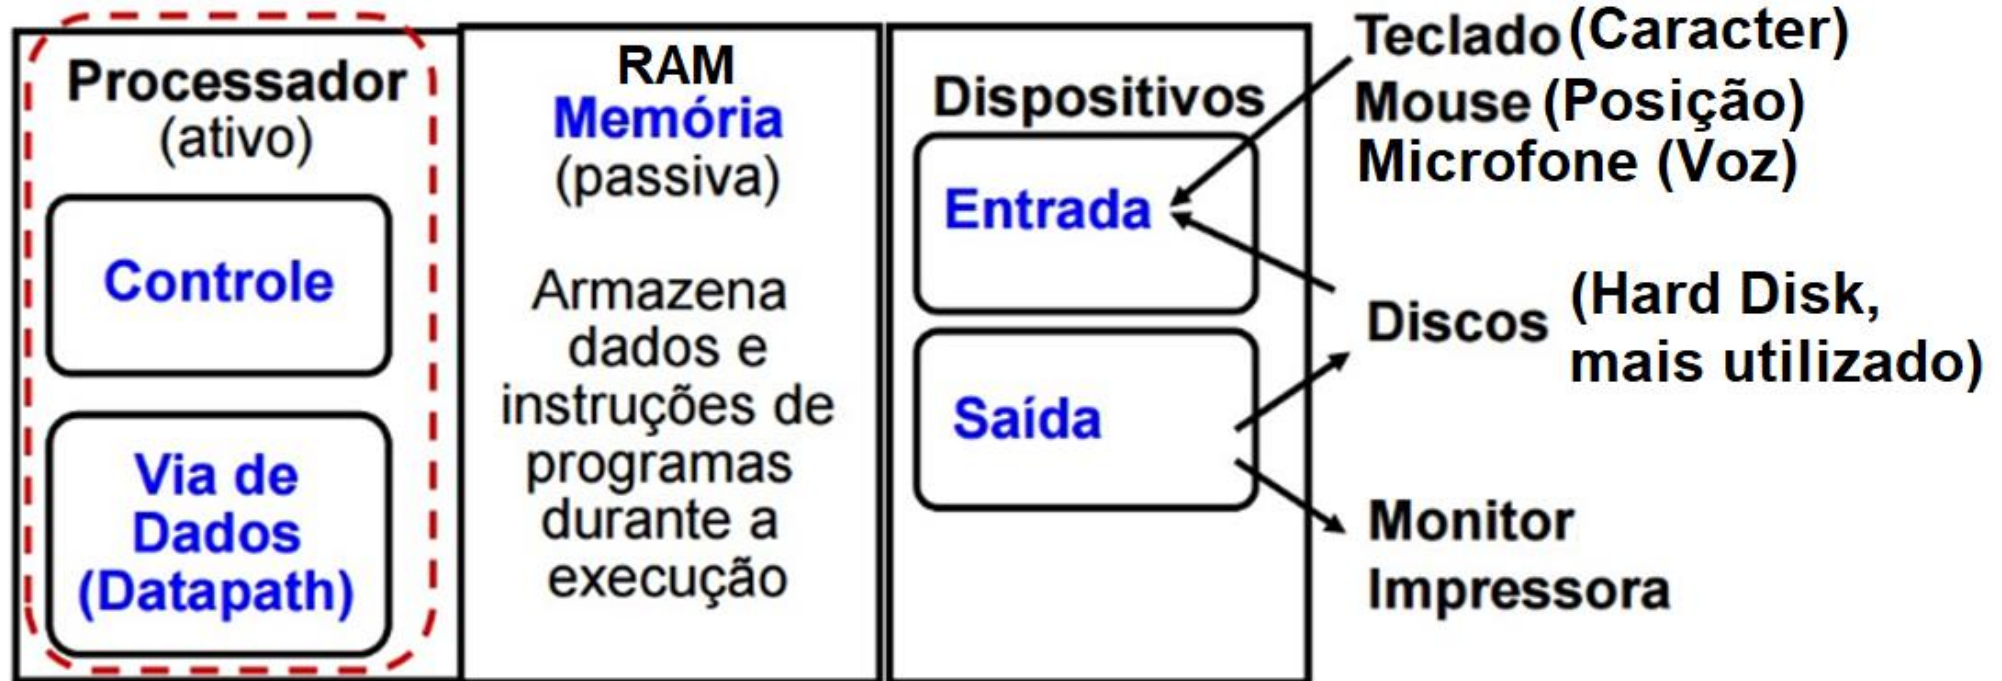 Processador
(ativo)
Controle
Via de
Dados
(Datapath)
RAM
Memória
(passiva)
Armazena
dados e
instruções de
programas
durante a
execução
Dispositivos
Entrada
Saída
Teclado (Caracter)
Mouse (Posição)
Microfone (Voz)
Discos (Hard Disk,
mais utilizado)
Monitor
Impressora